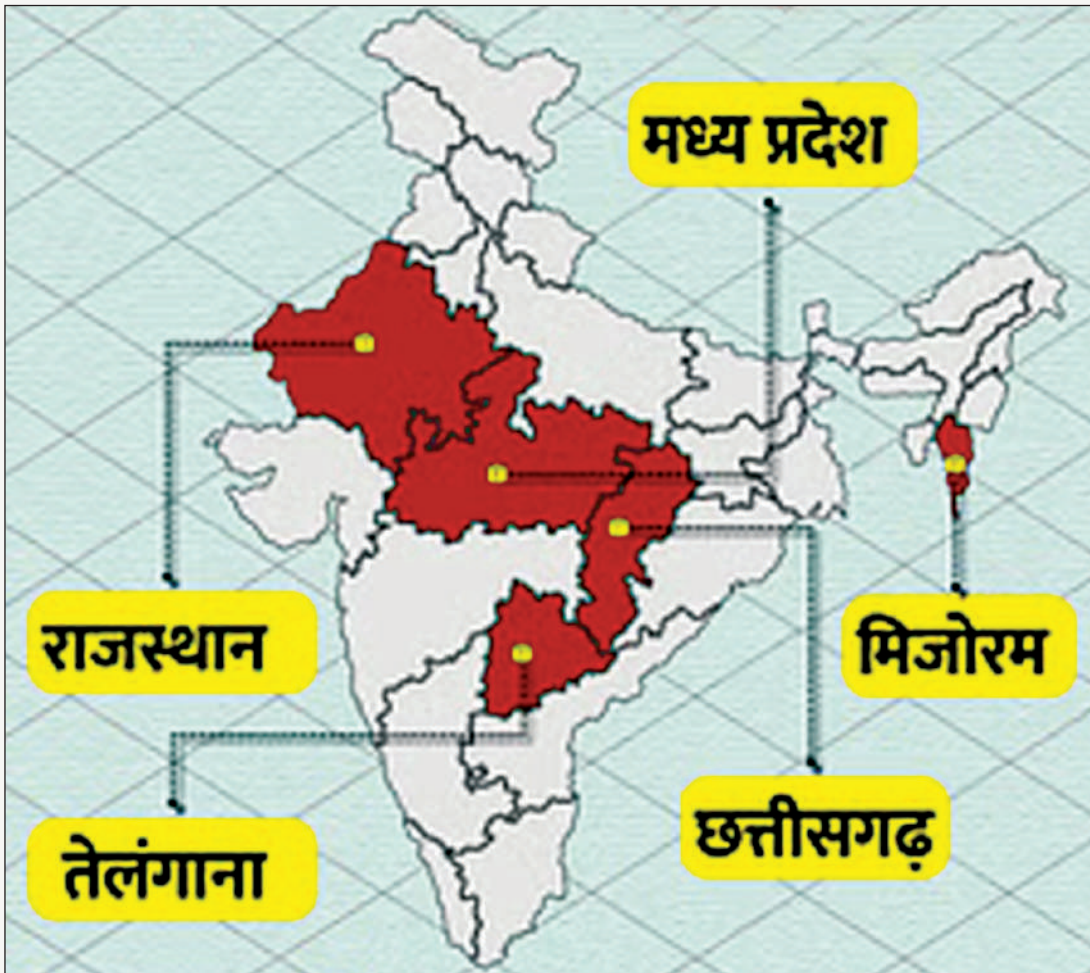 मध्य प्रदेश
राजस्थान
मिजोरम
छत्तीसगढ़
तेलंगाना